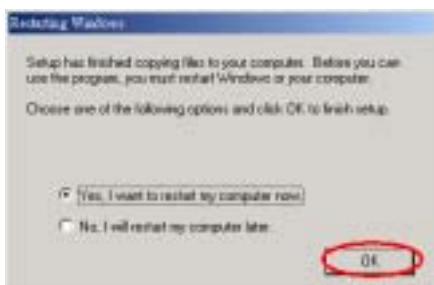 Restarting Windows
Setup has finished copying files to your computer. Before you can
use the program, you must restart Windows or your computer.
Choose one of the following options and click OK to finish setup.
Yes, I want to restart my computer now.
No, I will restart my computer later.
OK